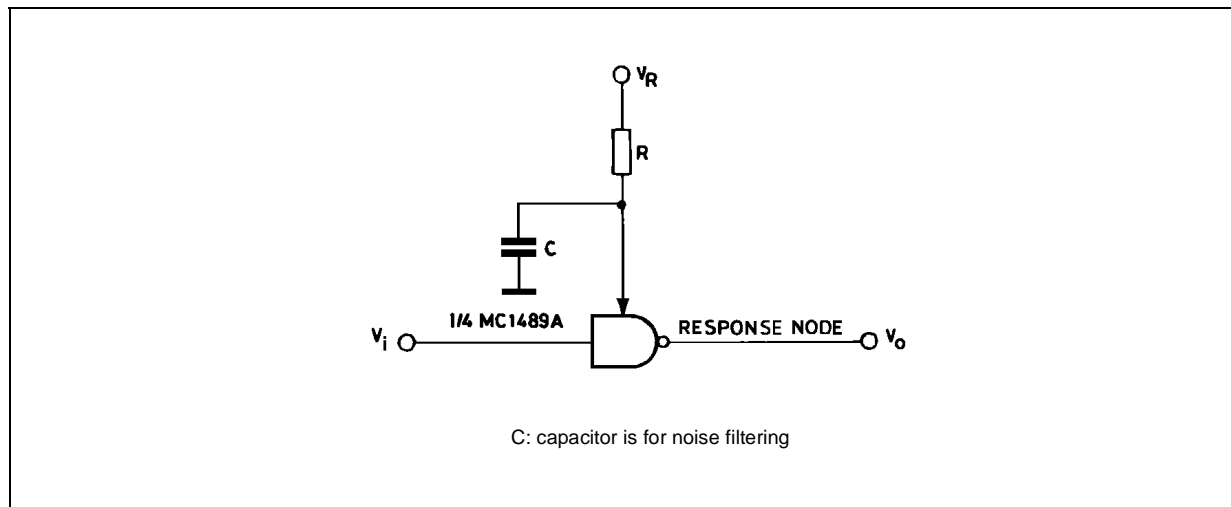 VR
R
C
1/4 MC1489A
Vi
RESPONSE NODE
Vo
C: capacitor is for noise filtering